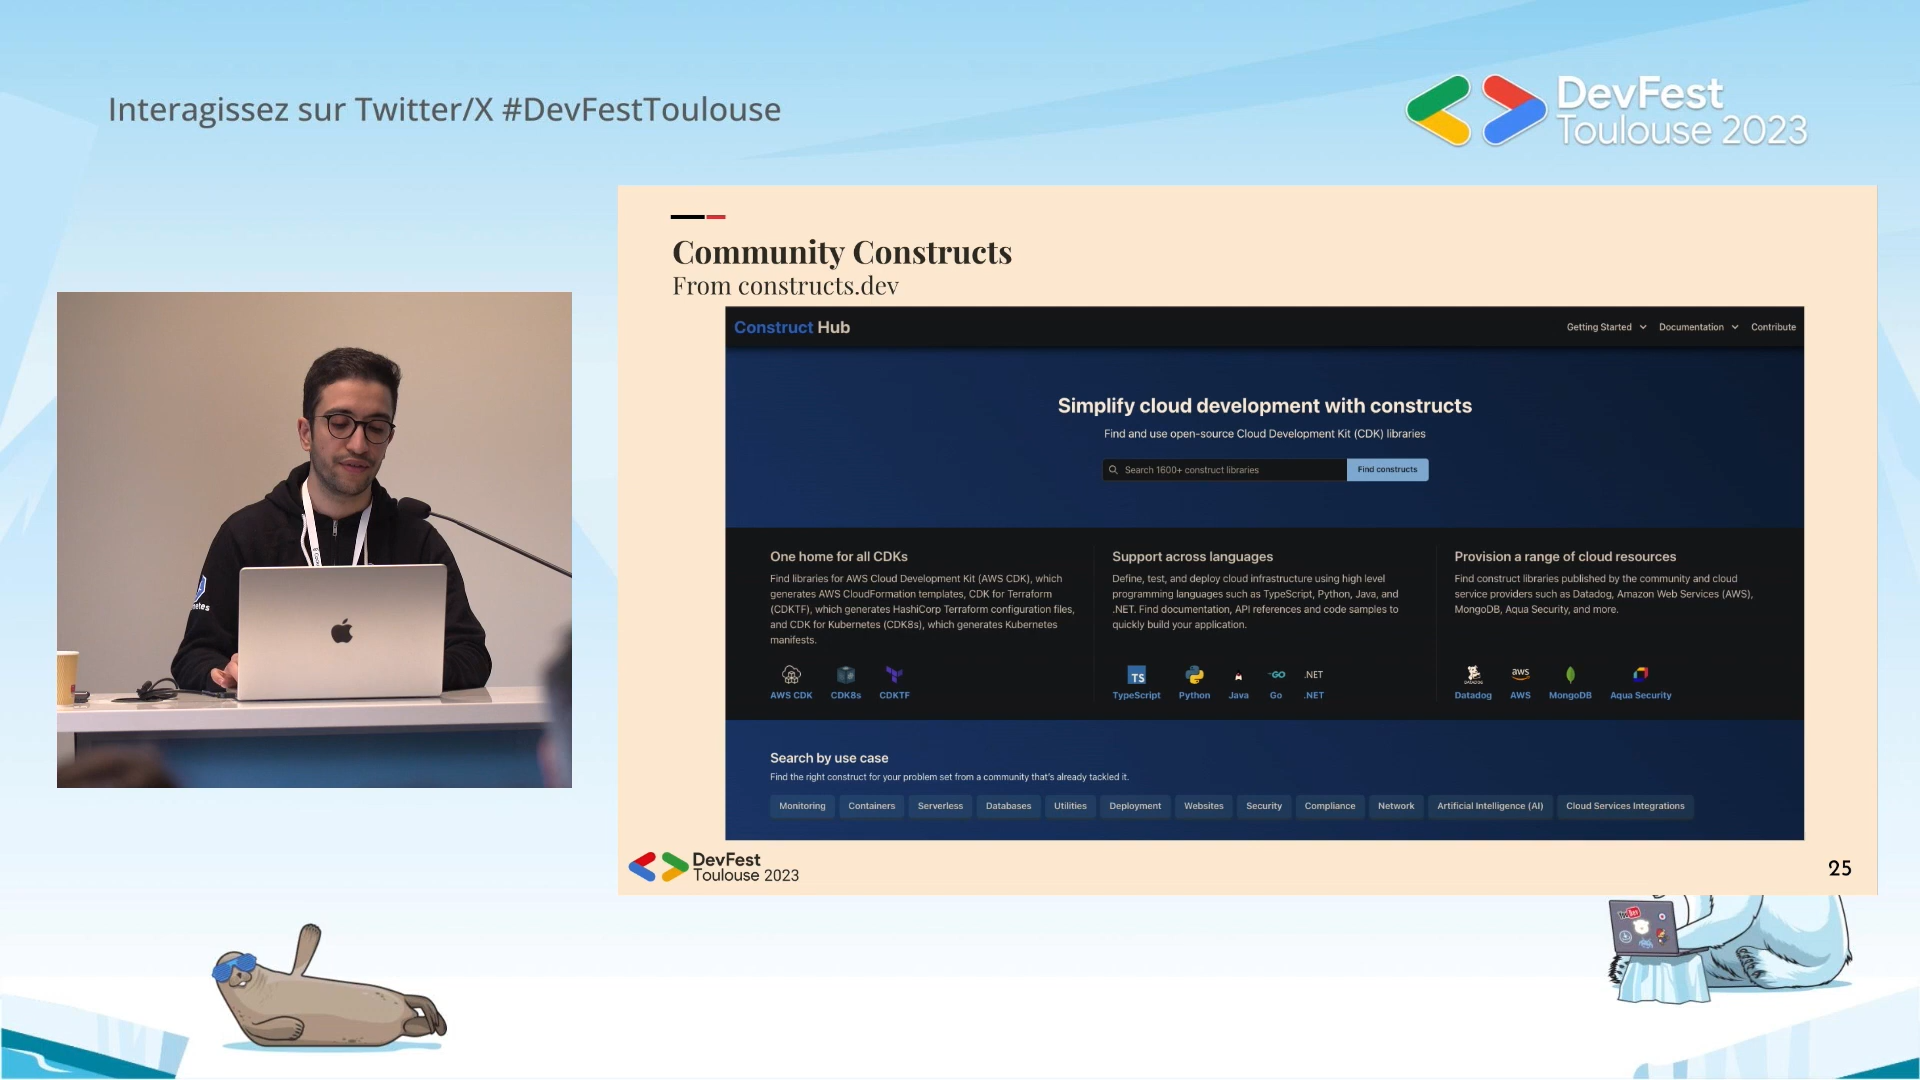 Interagissez sur Twitter/X #DevFestToulouse
DevFest
Toulouse 2023
Community Constructs
From constructs.dev
Construct Hub
Getting Started
Documentation
Contribute
Simplify cloud development with constructs
Find and use open-source Cloud Development Kit (CDK) libraries
Search 1600+ construct libraries
Find constructs
One home for all CDKs
Find libraries for AWS Cloud Development Kit (AWS CDK), which
generates AWS CloudFormation templates, CDK for Terraform
(CDKTF), which generates HashiCorp Terraform configuration files,
and CDK for Kubernetes (CDK8s), which generates Kubernetes
manifests.
AWS CDK
CDK8s
CDKTF
Support across languages
Define, test, and deploy cloud infrastructure using high level
programming languages such as TypeScript, Python, Java, and
.NET. Find documentation, API references and code samples to
quickly build your application.
TS
GO
.NET
TypeScript
Python
Java
Go
.NET
Provision a range of cloud resources
Find construct libraries published by the community and cloud
service providers such as Datadog, Amazon Web Services (AWS),
MongoDB, Aqua Security, and more.
DATADOG
aws
Datadog
AWS
MongoDB
Aqua Security
Search by use case
Find the right construct for your problem set from a community that's already tackled it.
Monitoring
Containers
Serverless
Databases
Utilities
Deployment
Websites
Security
Compliance
Network
Artificial Intelligence (AI)
Cloud Services Integrations
DevFest
Toulouse 2023
25